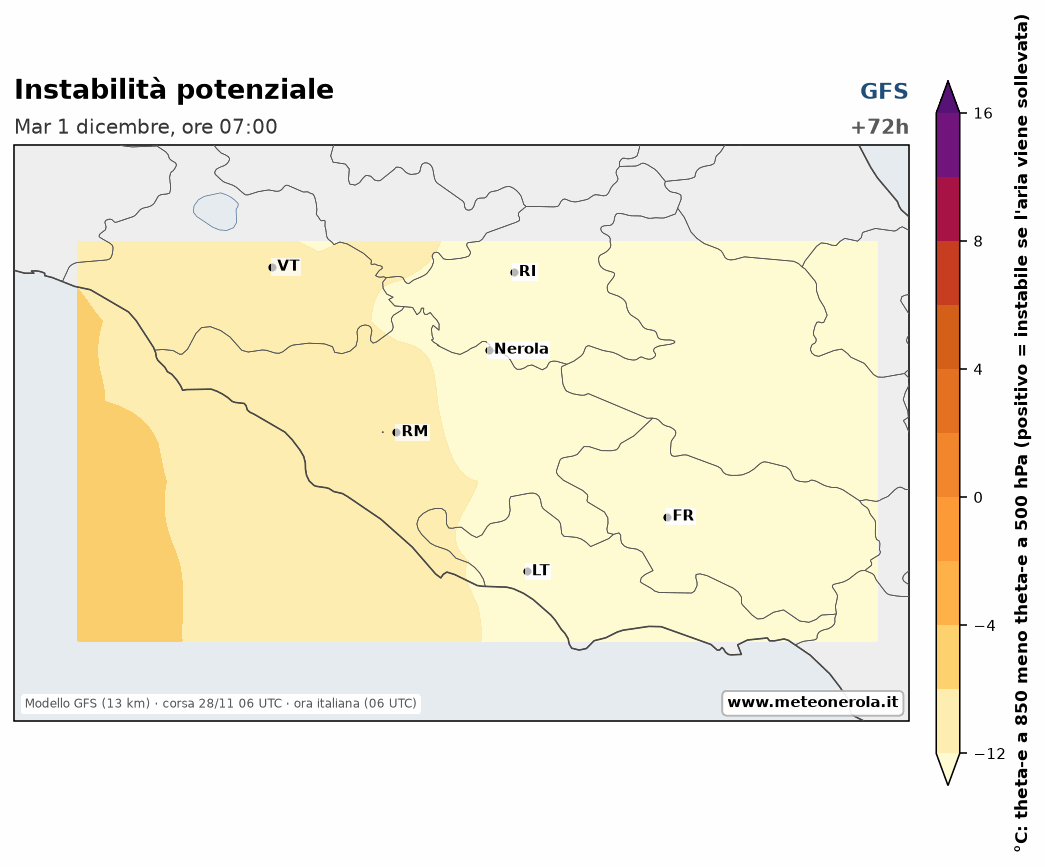 Instabilità potenziale
GFS
Mar 1 dicembre, ore 07:00
+72h
VT
RI
Nerola
RM
FR
LT
Modello GFS (13 km) · corsa 28/11 06 UTC · ora italiana (06 UTC)
www.meteonerola.it
16
8
4
0
−4
−12
°C: theta-e a 850 meno theta-e a 500 hPa (positivo = instabile se l'aria viene sollevata)